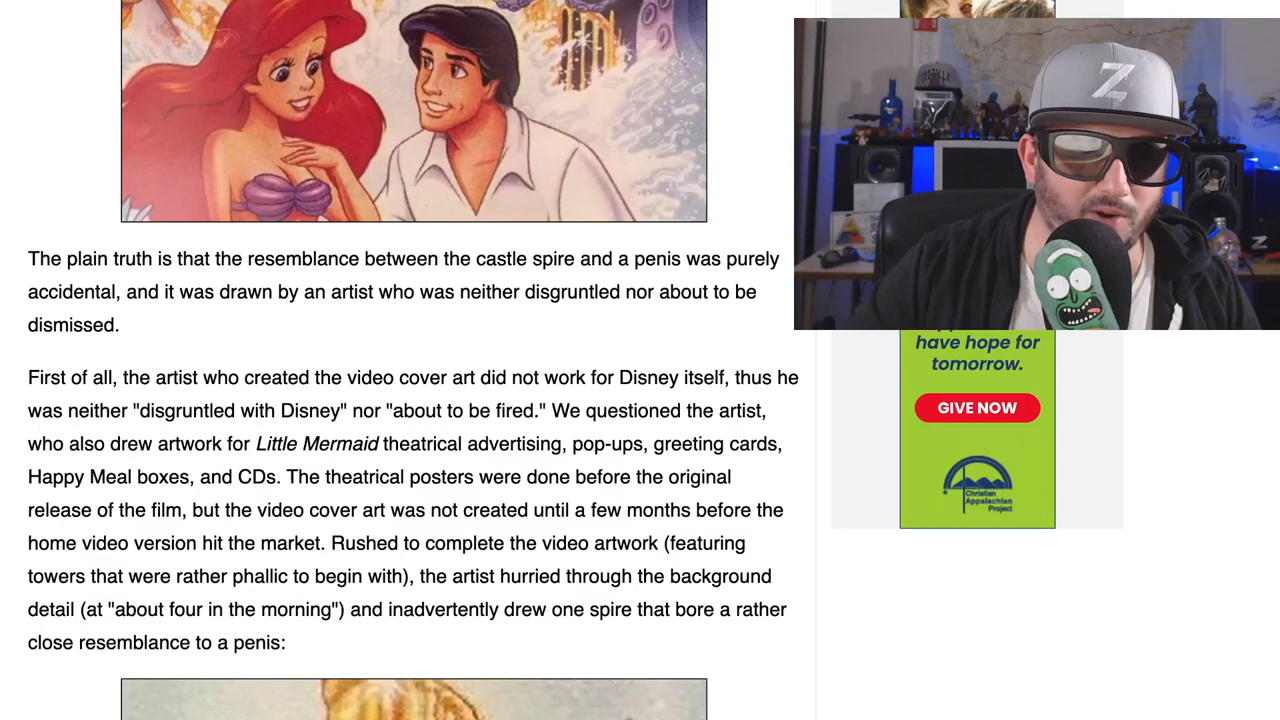 The plain truth is that the resemblance between the castle spire and a penis was purely
accidental, and it was drawn by an artist who was neither disgruntled nor about to be
dismissed.
First of all, the artist who created the video cover art did not work for Disney itself, thus he
was neither "disgruntled with Disney" nor "about to be fired." We questioned the artist,
who also drew artwork for Little Mermaid theatrical advertising, pop-ups, greeting cards,
Happy Meal boxes, and CDs. The theatrical posters were done before the original
release of the film, but the video cover art was not created until a few months before the
home video version hit the market. Rushed to complete the video artwork (featuring
towers that were rather phallic to begin with), the artist hurried through the background
detail (at "about four in the morning") and inadvertently drew one spire that bore a rather
close resemblance to a penis:
Z
have hope for
tomorrow.
GIVE NOW
Christian
Appalachian
Project